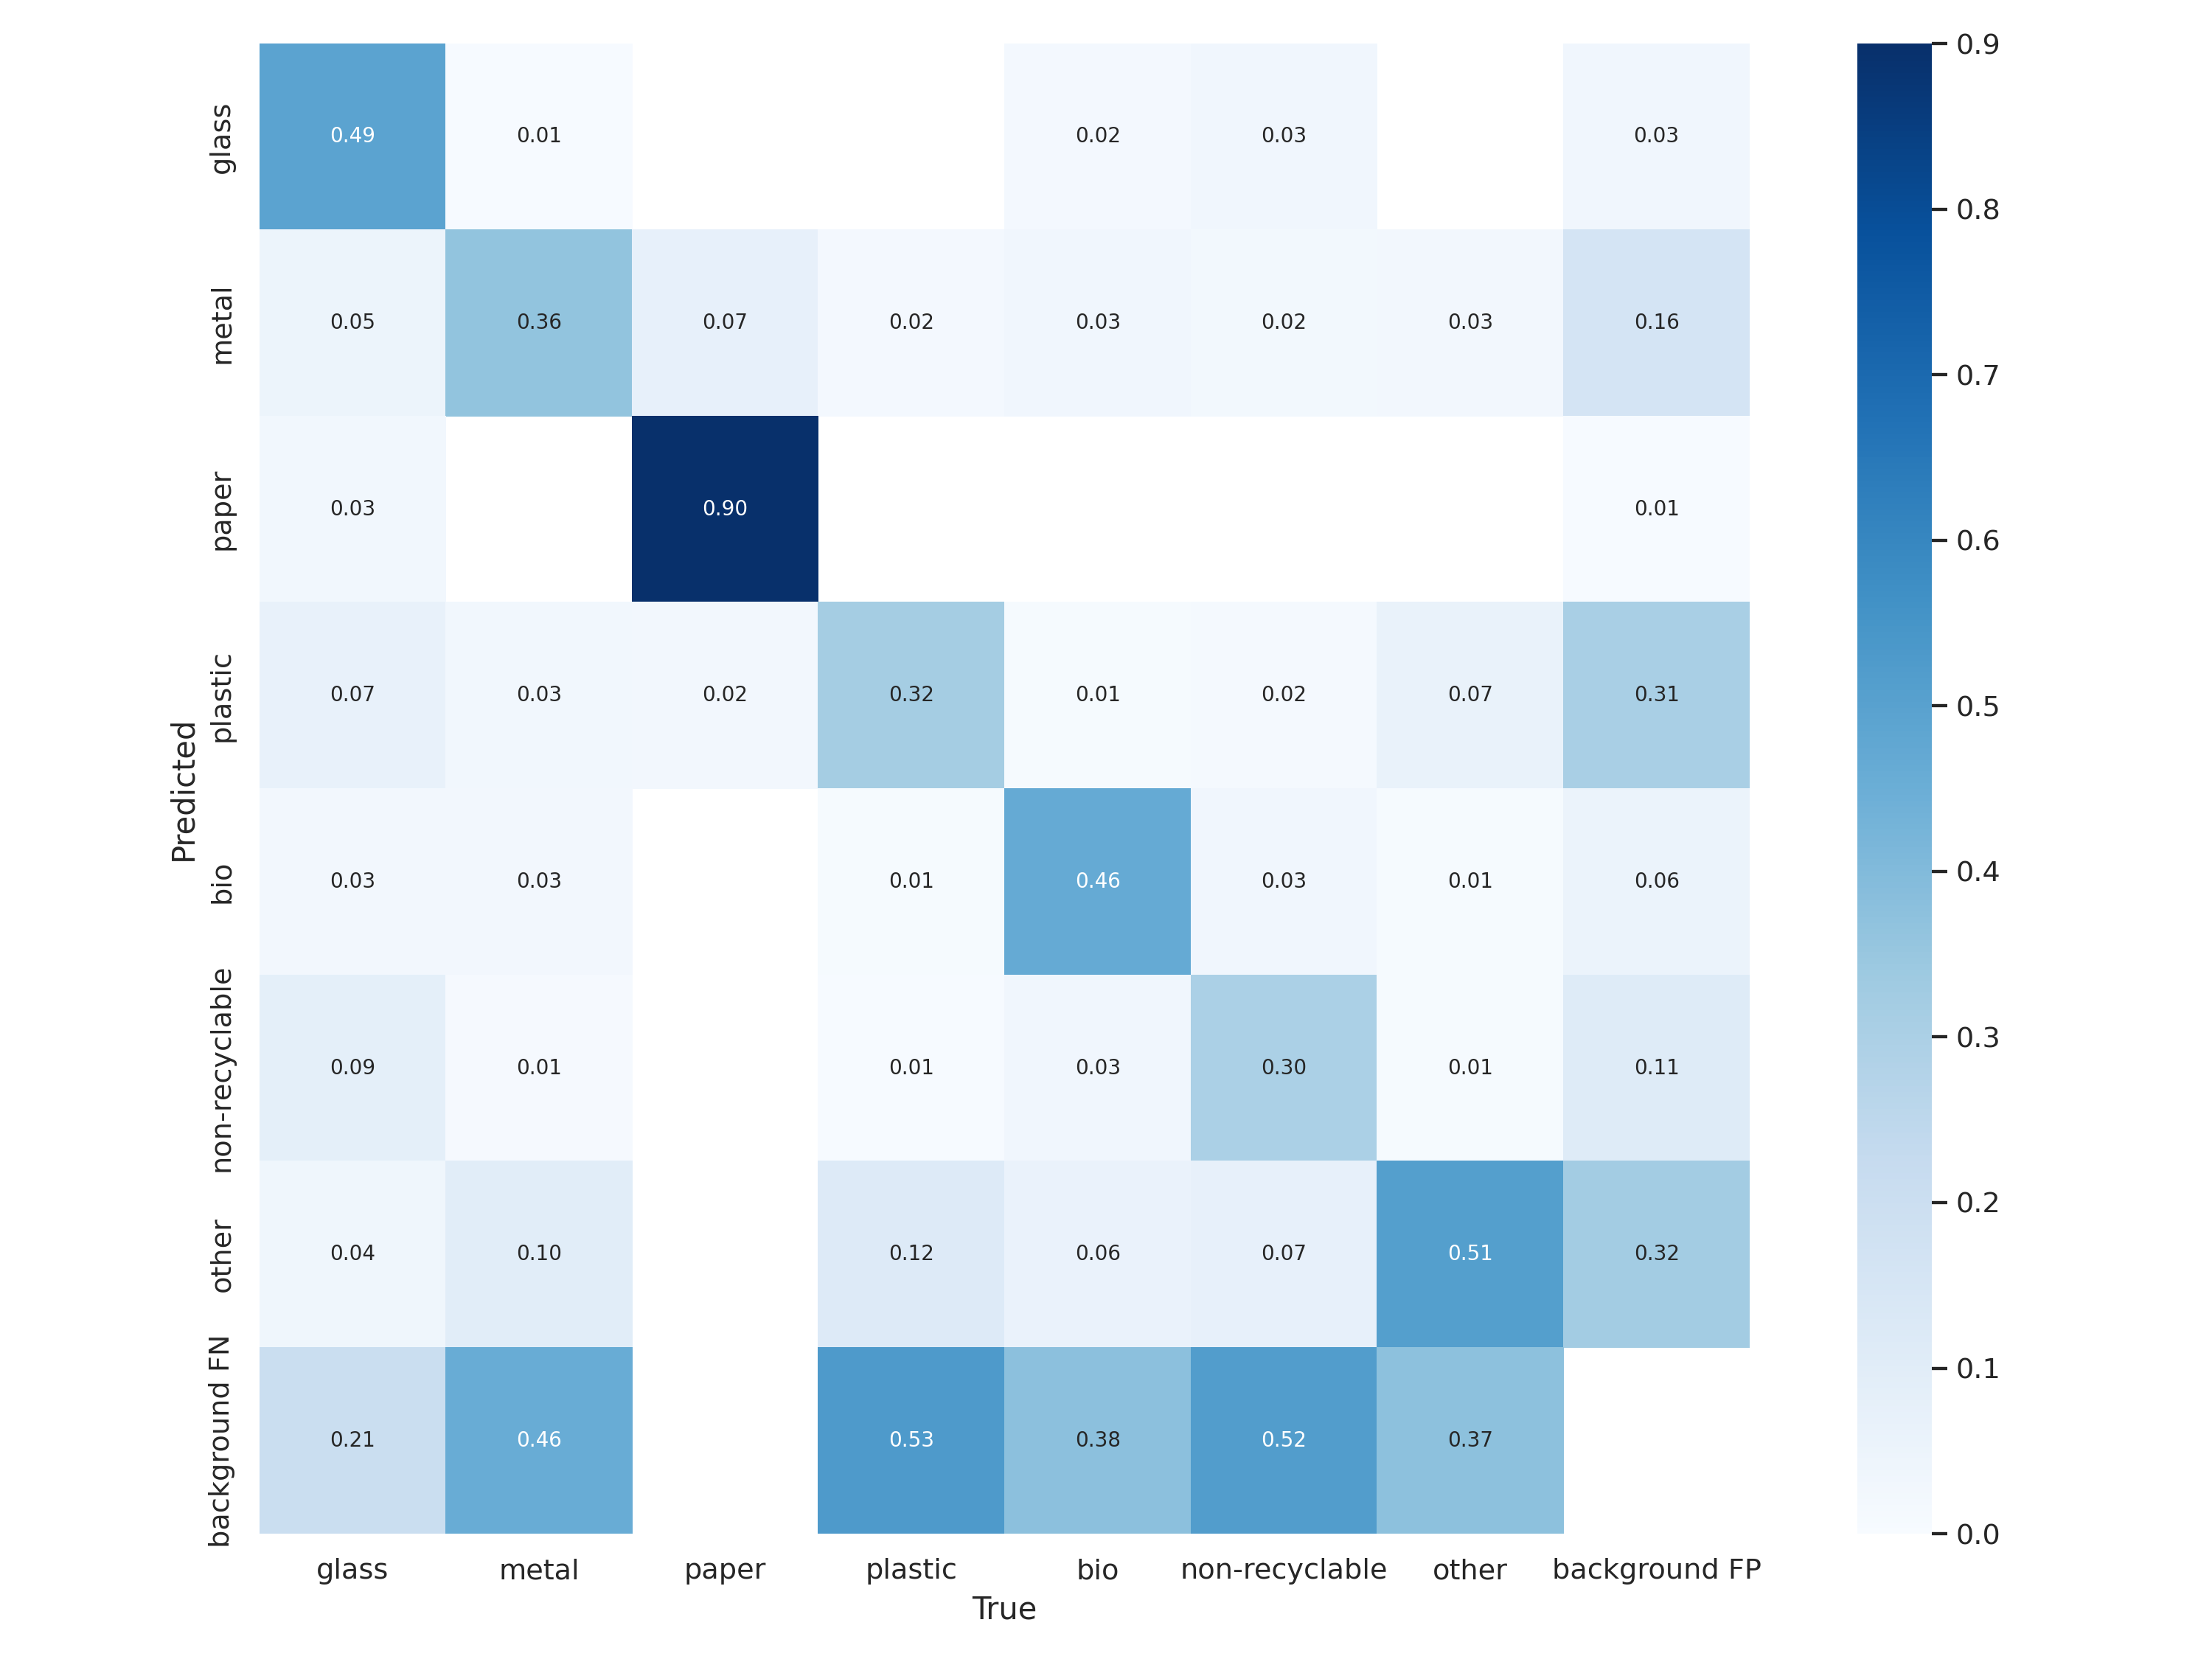 glass 0.49 0.01 0.02 0.03 0.03
metal 0.05 0.36 0.07 0.02 0.03 0.02 0.03 0.16
paper 0.03 0.90 0.01
plastic 0.07 0.03 0.02 0.32 0.01 0.02 0.07 0.31
bio 0.03 0.03 0.01 0.46 0.03 0.01 0.06
non-recyclable 0.09 0.01 0.01 0.03 0.30 0.01 0.11
other 0.04 0.10 0.12 0.06 0.07 0.51 0.32
background FN 0.21 0.46 0.53 0.38 0.52 0.37
Predicted
glass metal paper plastic bio non-recyclable other background FP
True
0.9
0.8
0.7
0.6
0.5
0.4
0.3
0.2
0.1
0.0